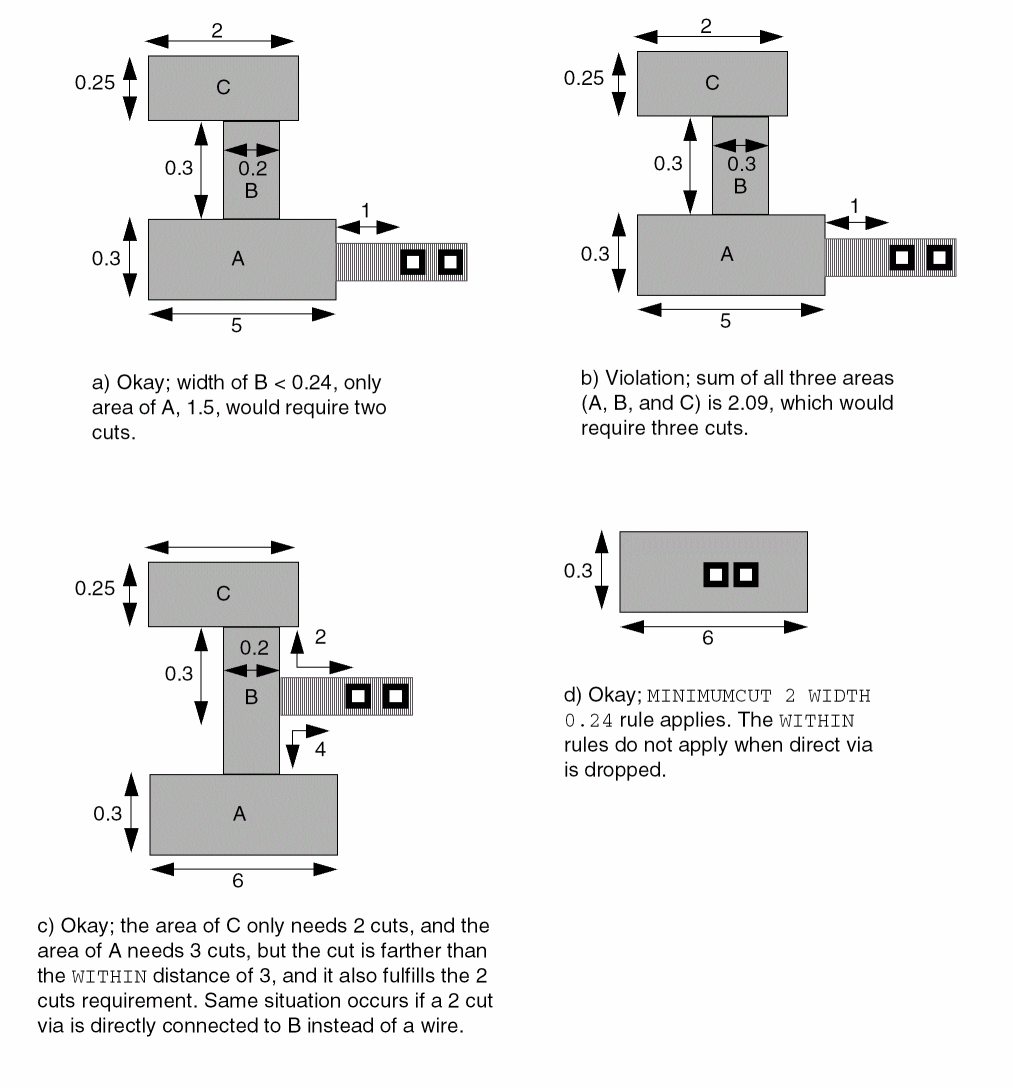 2
0.25
C
0.3
0.2
B
1
0.3
A
5
a) Okay; width of B < 0.24, only
area of A, 1.5, would require two
cuts.
2
0.25
C
0.3
0.3
B
1
0.3
A
5
b) Violation; sum of all three areas
(A, B, and C) is 2.09, which would
require three cuts.
0.25
C
0.3
0.2
2
B
4
0.3
A
6
c) Okay; the area of C only needs 2 cuts, and the
area of A needs 3 cuts, but the cut is farther than
the WITHIN distance of 3, and it also fulfills the 2
cuts requirement. Same situation occurs if a 2 cut
via is directly connected to B instead of a wire.
0.3
6
d) Okay; MINIMUMCUT 2 WIDTH
0.24 rule applies. The WITHIN
rules do not apply when direct via
is dropped.